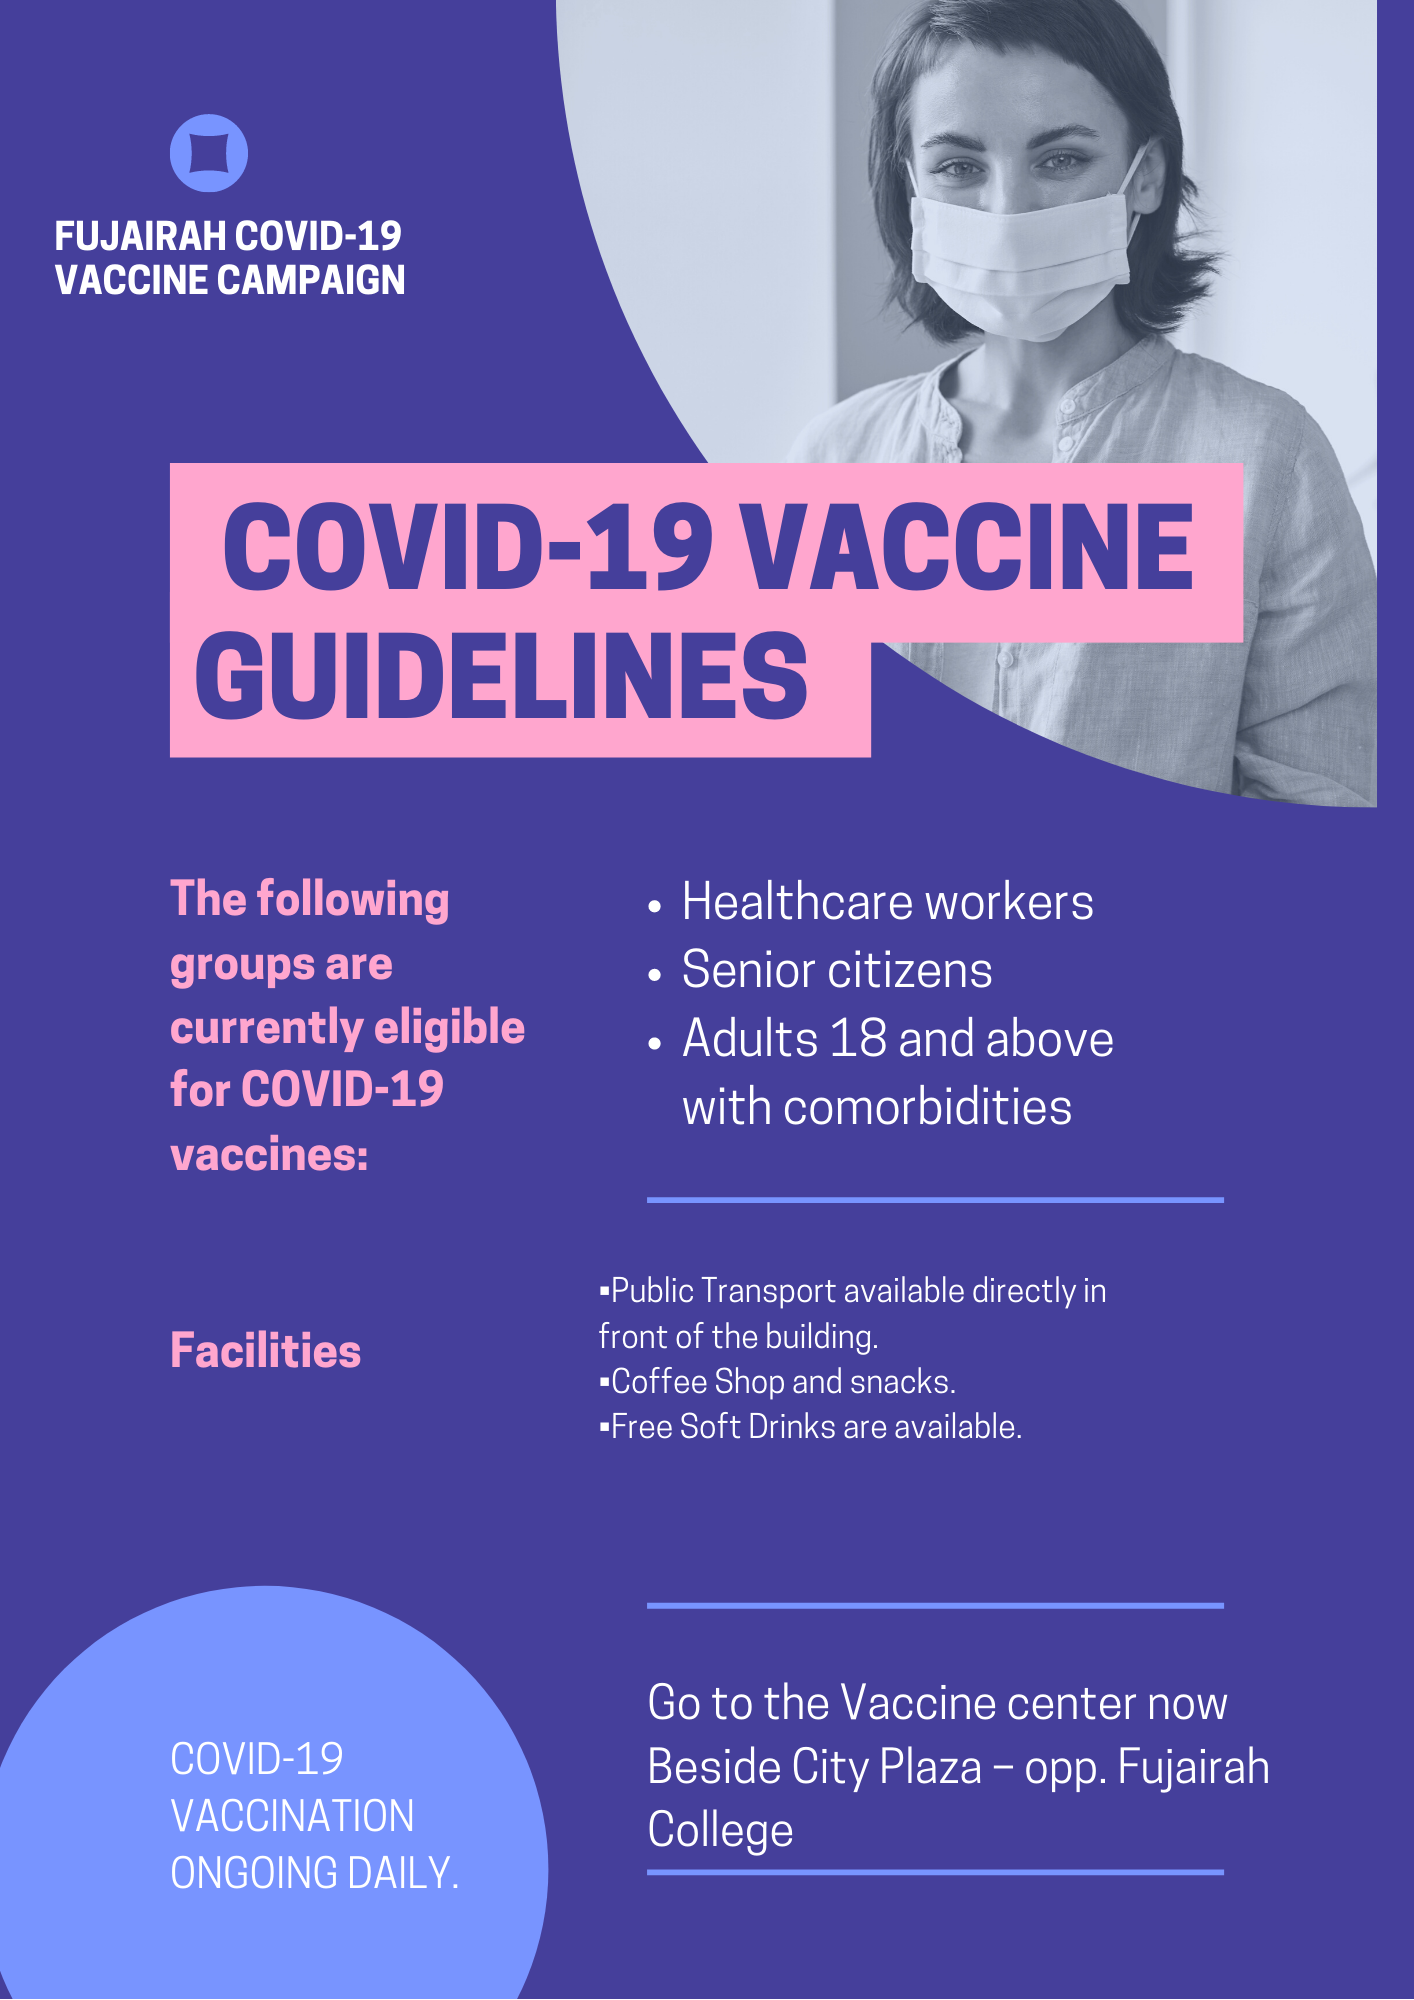 FUJAIRAH COVID-19
VACCINE CAMPAIGN
COVID-19 VACCINE
GUIDELINES
The following
groups are
currently eligible
for COVID-19
vaccines:
• Healthcare workers
• Senior citizens
• Adults 18 and above
with comorbidities
Facilities
▪Public Transport available directly in
front of the building.
▪Coffee Shop and snacks.
▪Free Soft Drinks are available.
COVID-19
VACCINATION
ONGOING DAILY.
Go to the Vaccine center now
Beside City Plaza – opp. Fujairah
College